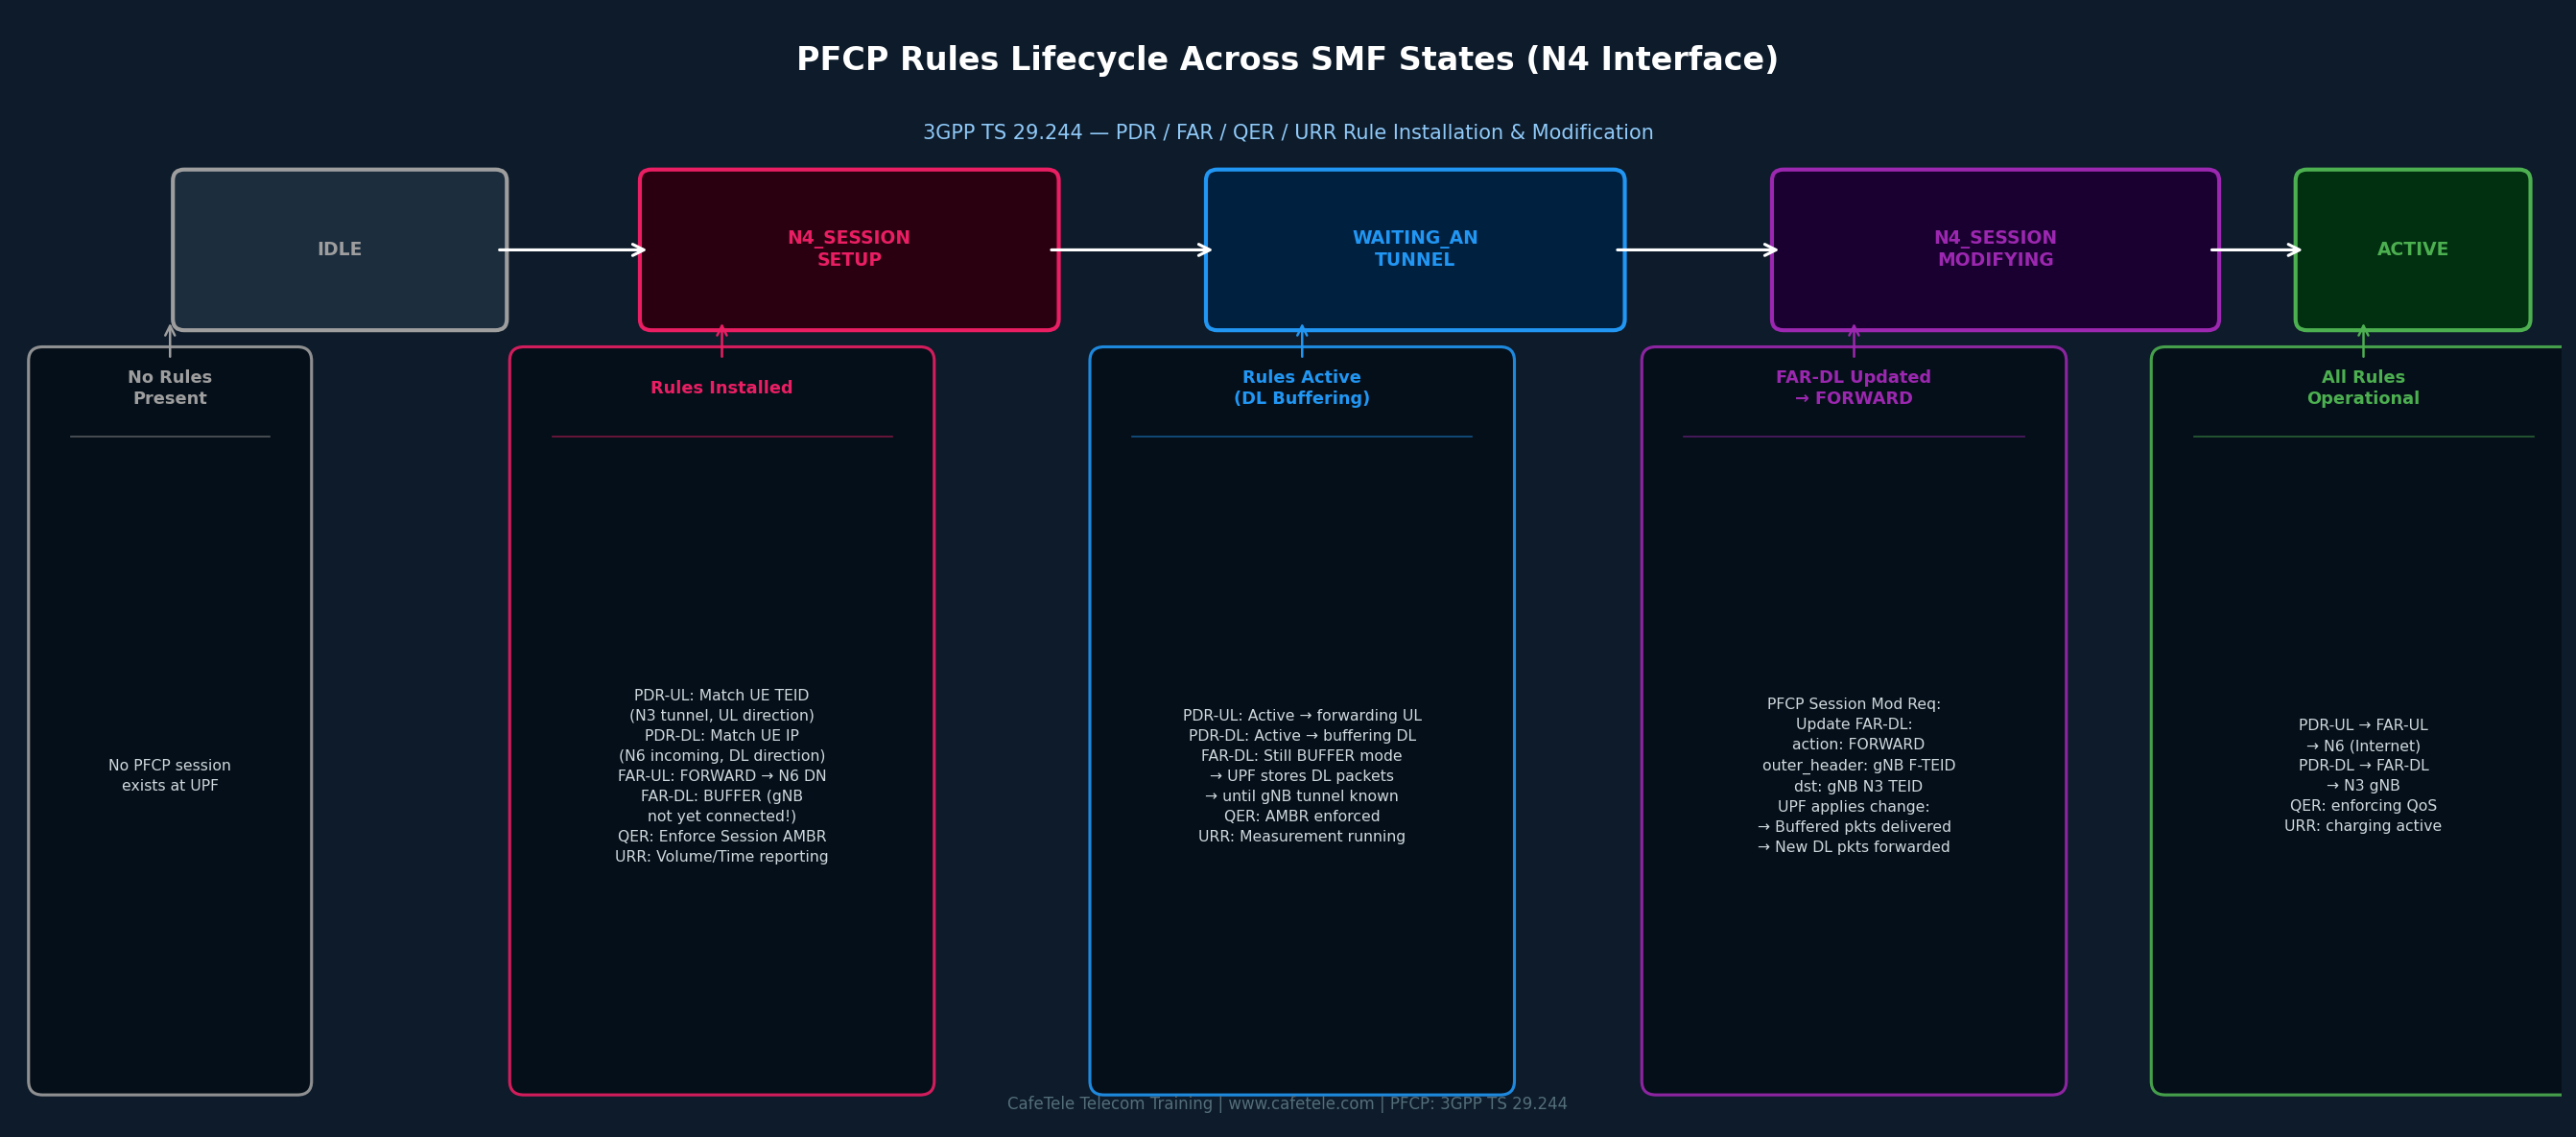 PFCP Rules Lifecycle Across SMF States (N4 Interface)
3GPP TS 29.244 — PDR / FAR / QER / URR Rule Installation & Modification
IDLE
N4_SESSION
SETUP
WAITING_AN
TUNNEL
N4_SESSION
MODIFYING
ACTIVE
No Rules
Present
No PFCP session
exists at UPF
Rules Installed
PDR-UL: Match UE TEID
(N3 tunnel, UL direction)
PDR-DL: Match UE IP
(N6 incoming, DL direction)
FAR-UL: FORWARD → N6 DN
FAR-DL: BUFFER (gNB
not yet connected!)
QER: Enforce Session AMBR
URR: Volume/Time reporting
Rules Active
(DL Buffering)
PDR-UL: Active → forwarding UL
PDR-DL: Active → buffering DL
FAR-DL: Still BUFFER mode
→ UPF stores DL packets
→ until gNB tunnel known
QER: AMBR enforced
URR: Measurement running
FAR-DL Updated
→ FORWARD
PFCP Session Mod Req:
Update FAR-DL:
action: FORWARD
outer_header: gNB F-TEID
dst: gNB N3 TEID
UPF applies change:
→ Buffered pkts delivered
→ New DL pkts forwarded
All Rules
Operational
PDR-UL → FAR-UL
→ N6 (Internet)
PDR-DL → FAR-DL
→ N3 gNB
QER: enforcing QoS
URR: charging active
CafeTele Telecom Training | www.cafetele.com | PFCP: 3GPP TS 29.244